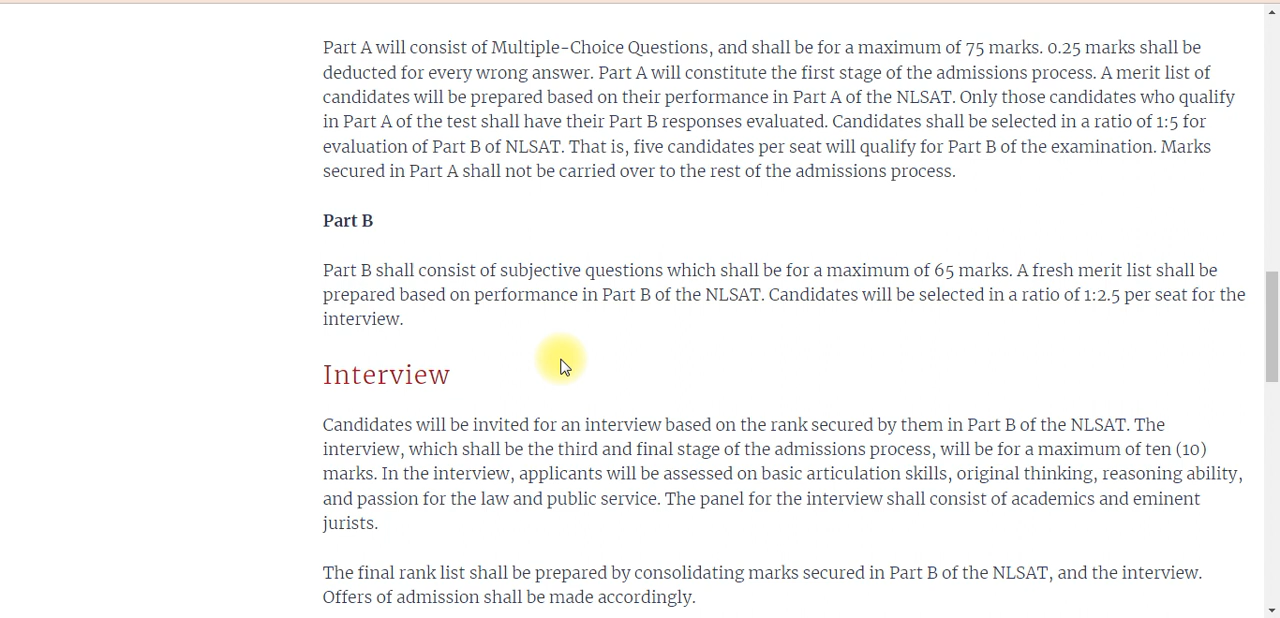 Part A will consist of Multiple-Choice Questions, and shall be for a maximum of 75 marks. 0.25 marks shall be
deducted for every wrong answer. Part A will constitute the first stage of the admissions process. A merit list of
candidates will be prepared based on their performance in Part A of the NLSAT. Only those candidates who qualify
in Part A of the test shall have their Part B responses evaluated. Candidates shall be selected in a ratio of 1:5 for
evaluation of Part B of NLSAT. That is, five candidates per seat will qualify for Part B of the examination. Marks
secured in Part A shall not be carried over to the rest of the admissions process.
Part B
Part B shall consist of subjective questions which shall be for a maximum of 65 marks. A fresh merit list shall be
prepared based on performance in Part B of the NLSAT. Candidates will be selected in a ratio of 1:2.5 per seat for the
interview.
Interview
Candidates will be invited for an interview based on the rank secured by them in Part B of the NLSAT. The
interview, which shall be the third and final stage of the admissions process, will be for a maximum of ten (10)
marks. In the interview, applicants will be assessed on basic articulation skills, original thinking, reasoning ability,
and passion for the law and public service. The panel for the interview shall consist of academics and eminent
jurists.
The final rank list shall be prepared by consolidating marks secured in Part B of the NLSAT, and the interview.
Offers of admission shall be made accordingly.